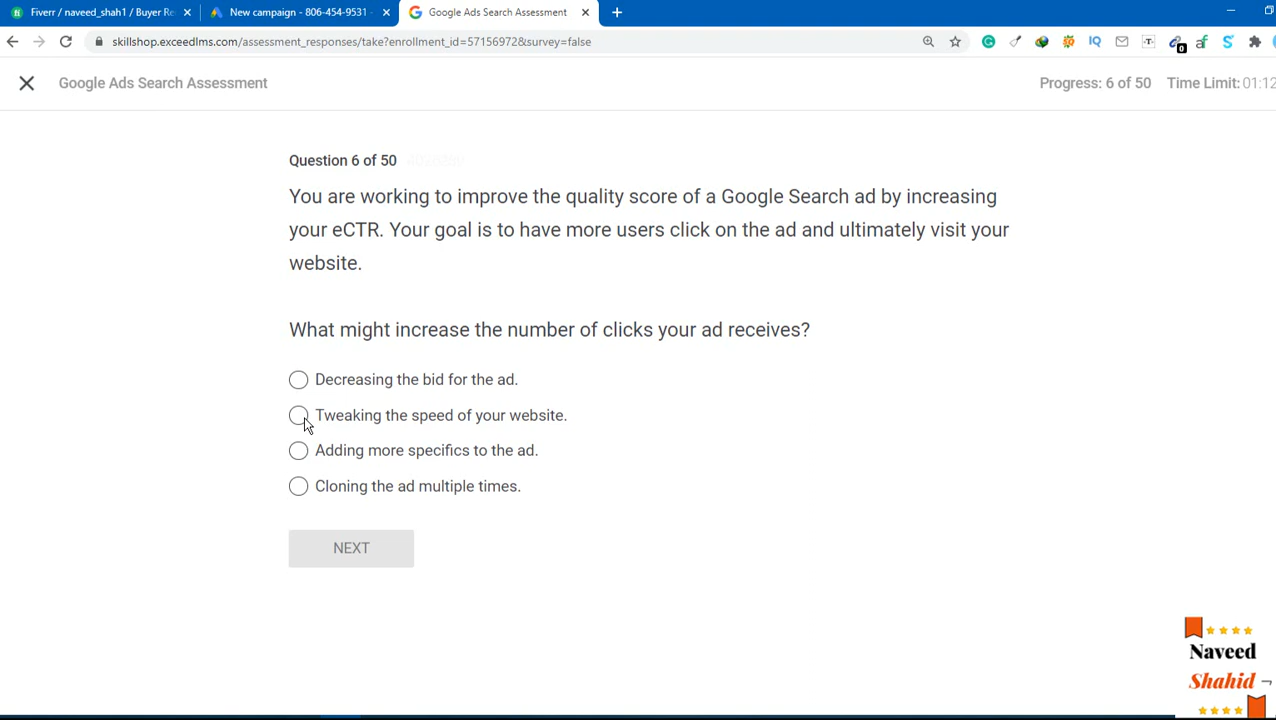 Fiverr / naveed_shah1 / Buyer Re
New campaign - 806-454-9531 -
Google Ads Search Assessment
skillshop.exceedlms.com/assessment_responses/take?enrollment_id=57156972&survey=false
Google Ads Search Assessment
Progress: 6 of 50
Time Limit: 01:12
Question 6 of 50
You are working to improve the quality score of a Google Search ad by increasing
your eCTR. Your goal is to have more users click on the ad and ultimately visit your
website.
What might increase the number of clicks your ad receives?
Decreasing the bid for the ad.
Tweaking the speed of your website.
Adding more specifics to the ad.
Cloning the ad multiple times.
NEXT
Naveed
Shahid